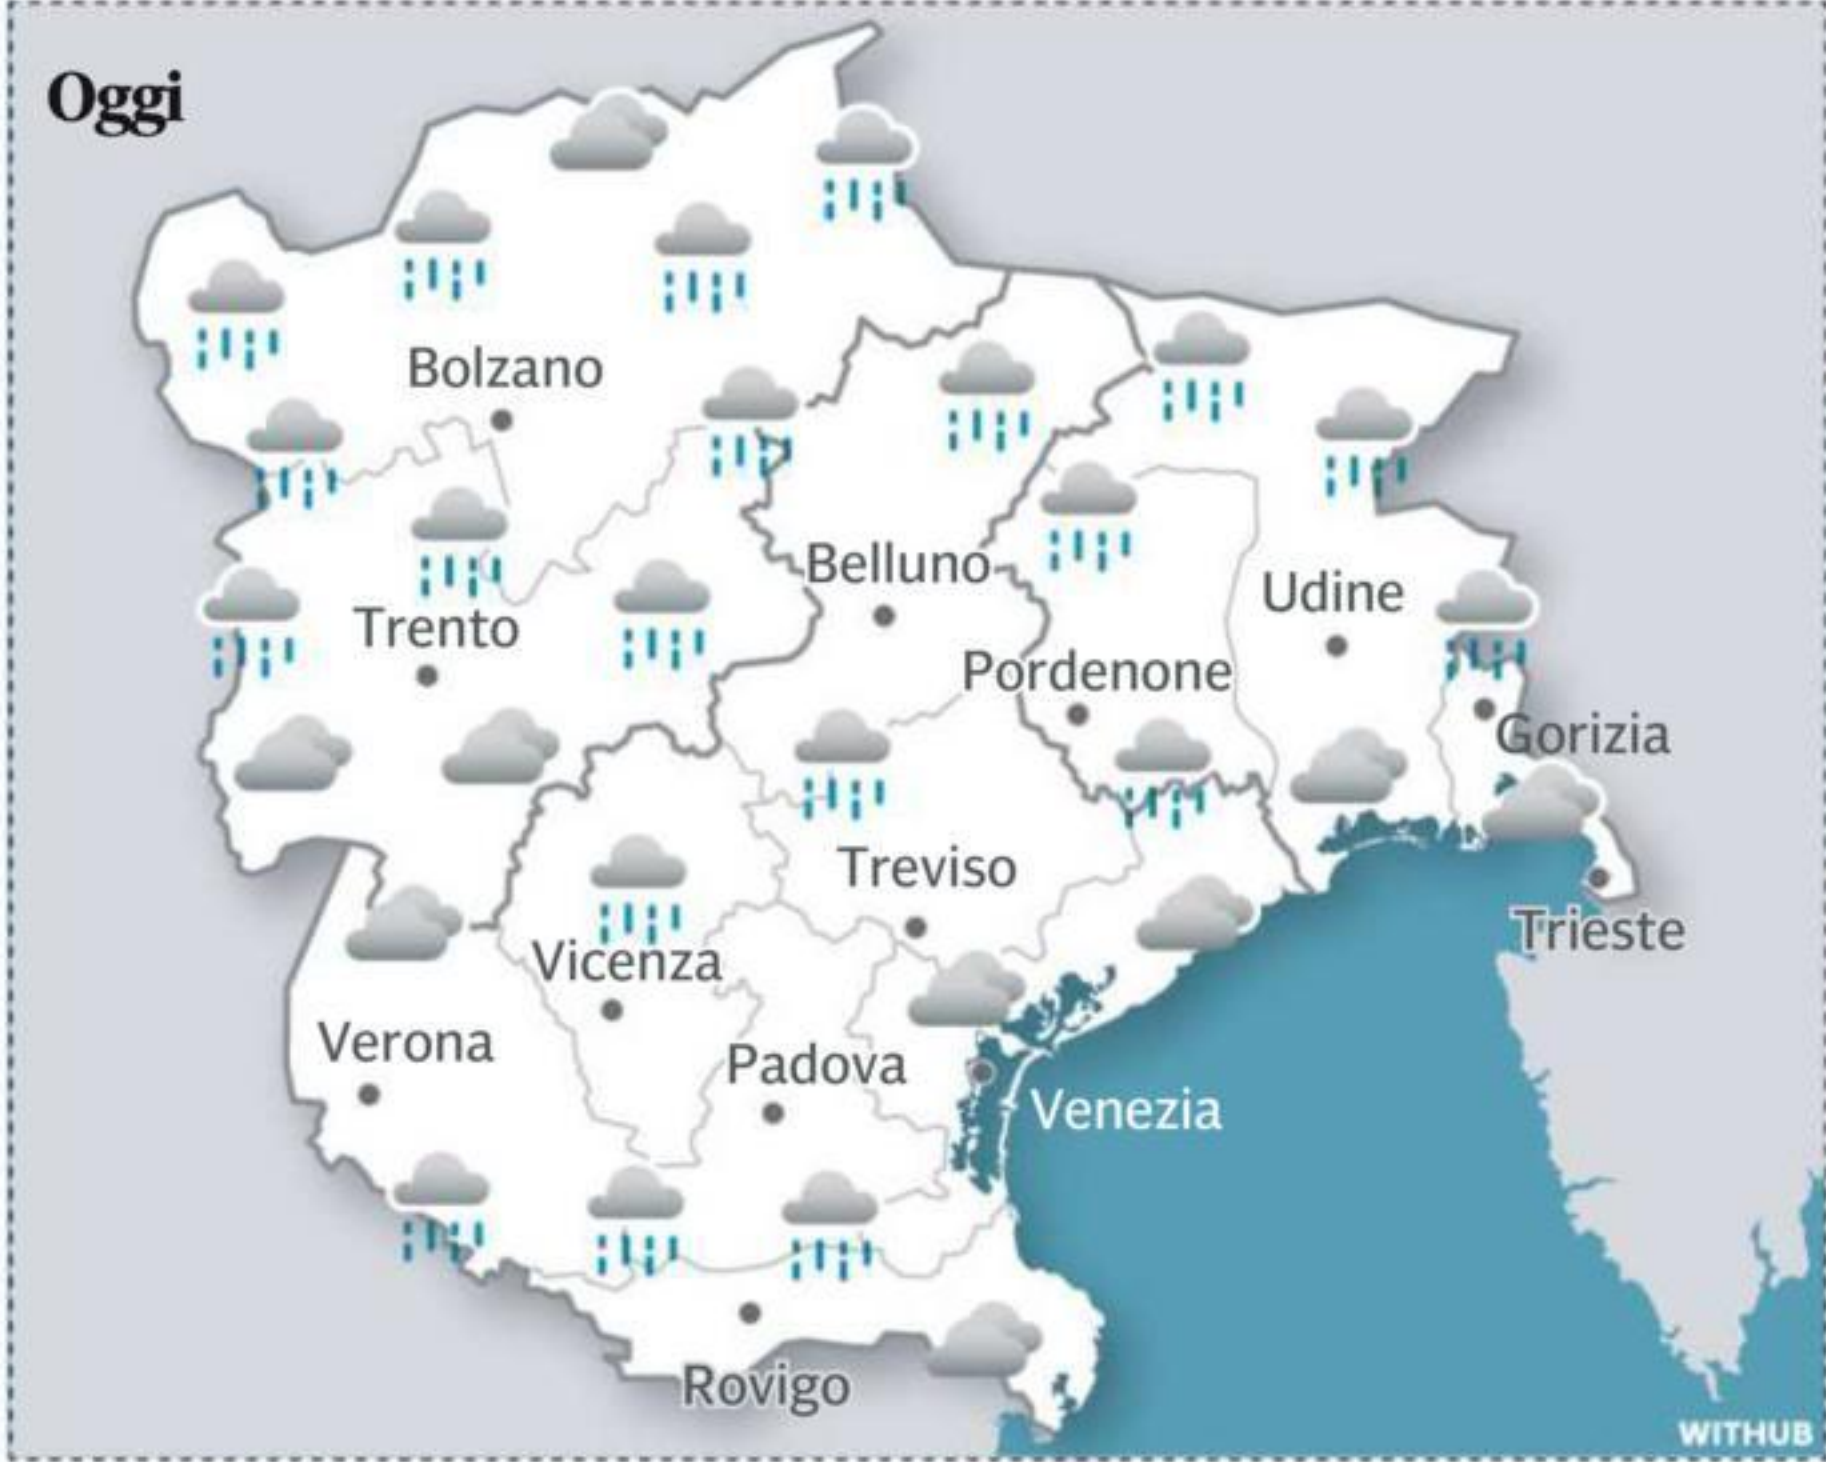 Oggi
Bolzano
Belluno
Udine
Trento
Pordenone
Gorizia
Treviso
Trieste
Vicenza
Verona
Padova
Venezia
Rovigo
WITHUB